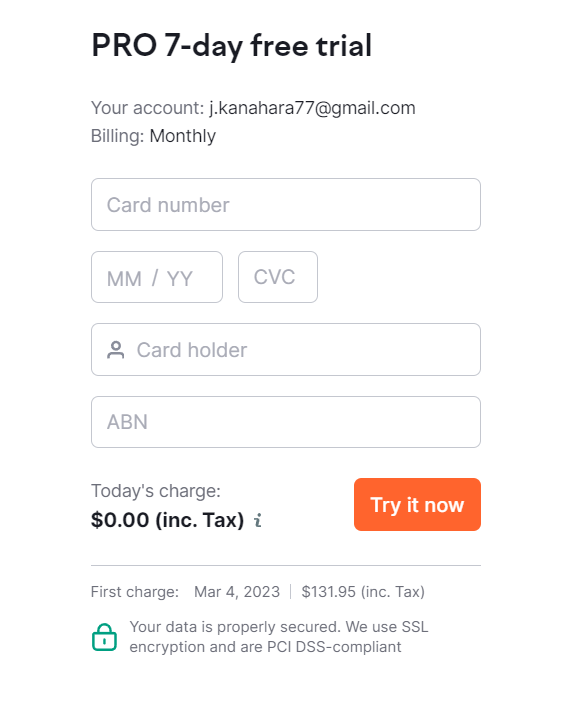 PRO 7-day free trial
Your account: j.kanahara77@gmail.com
Billing: Monthly
Card number
MM / YY
CVC
Card holder
ABN
Today's charge:
$0.00 (inc. Tax) i
Try it now
First charge: Mar 4, 2023 | $131.95 (inc. Tax)
Your data is properly secured. We use SSL
encryption and are PCI DSS-compliant